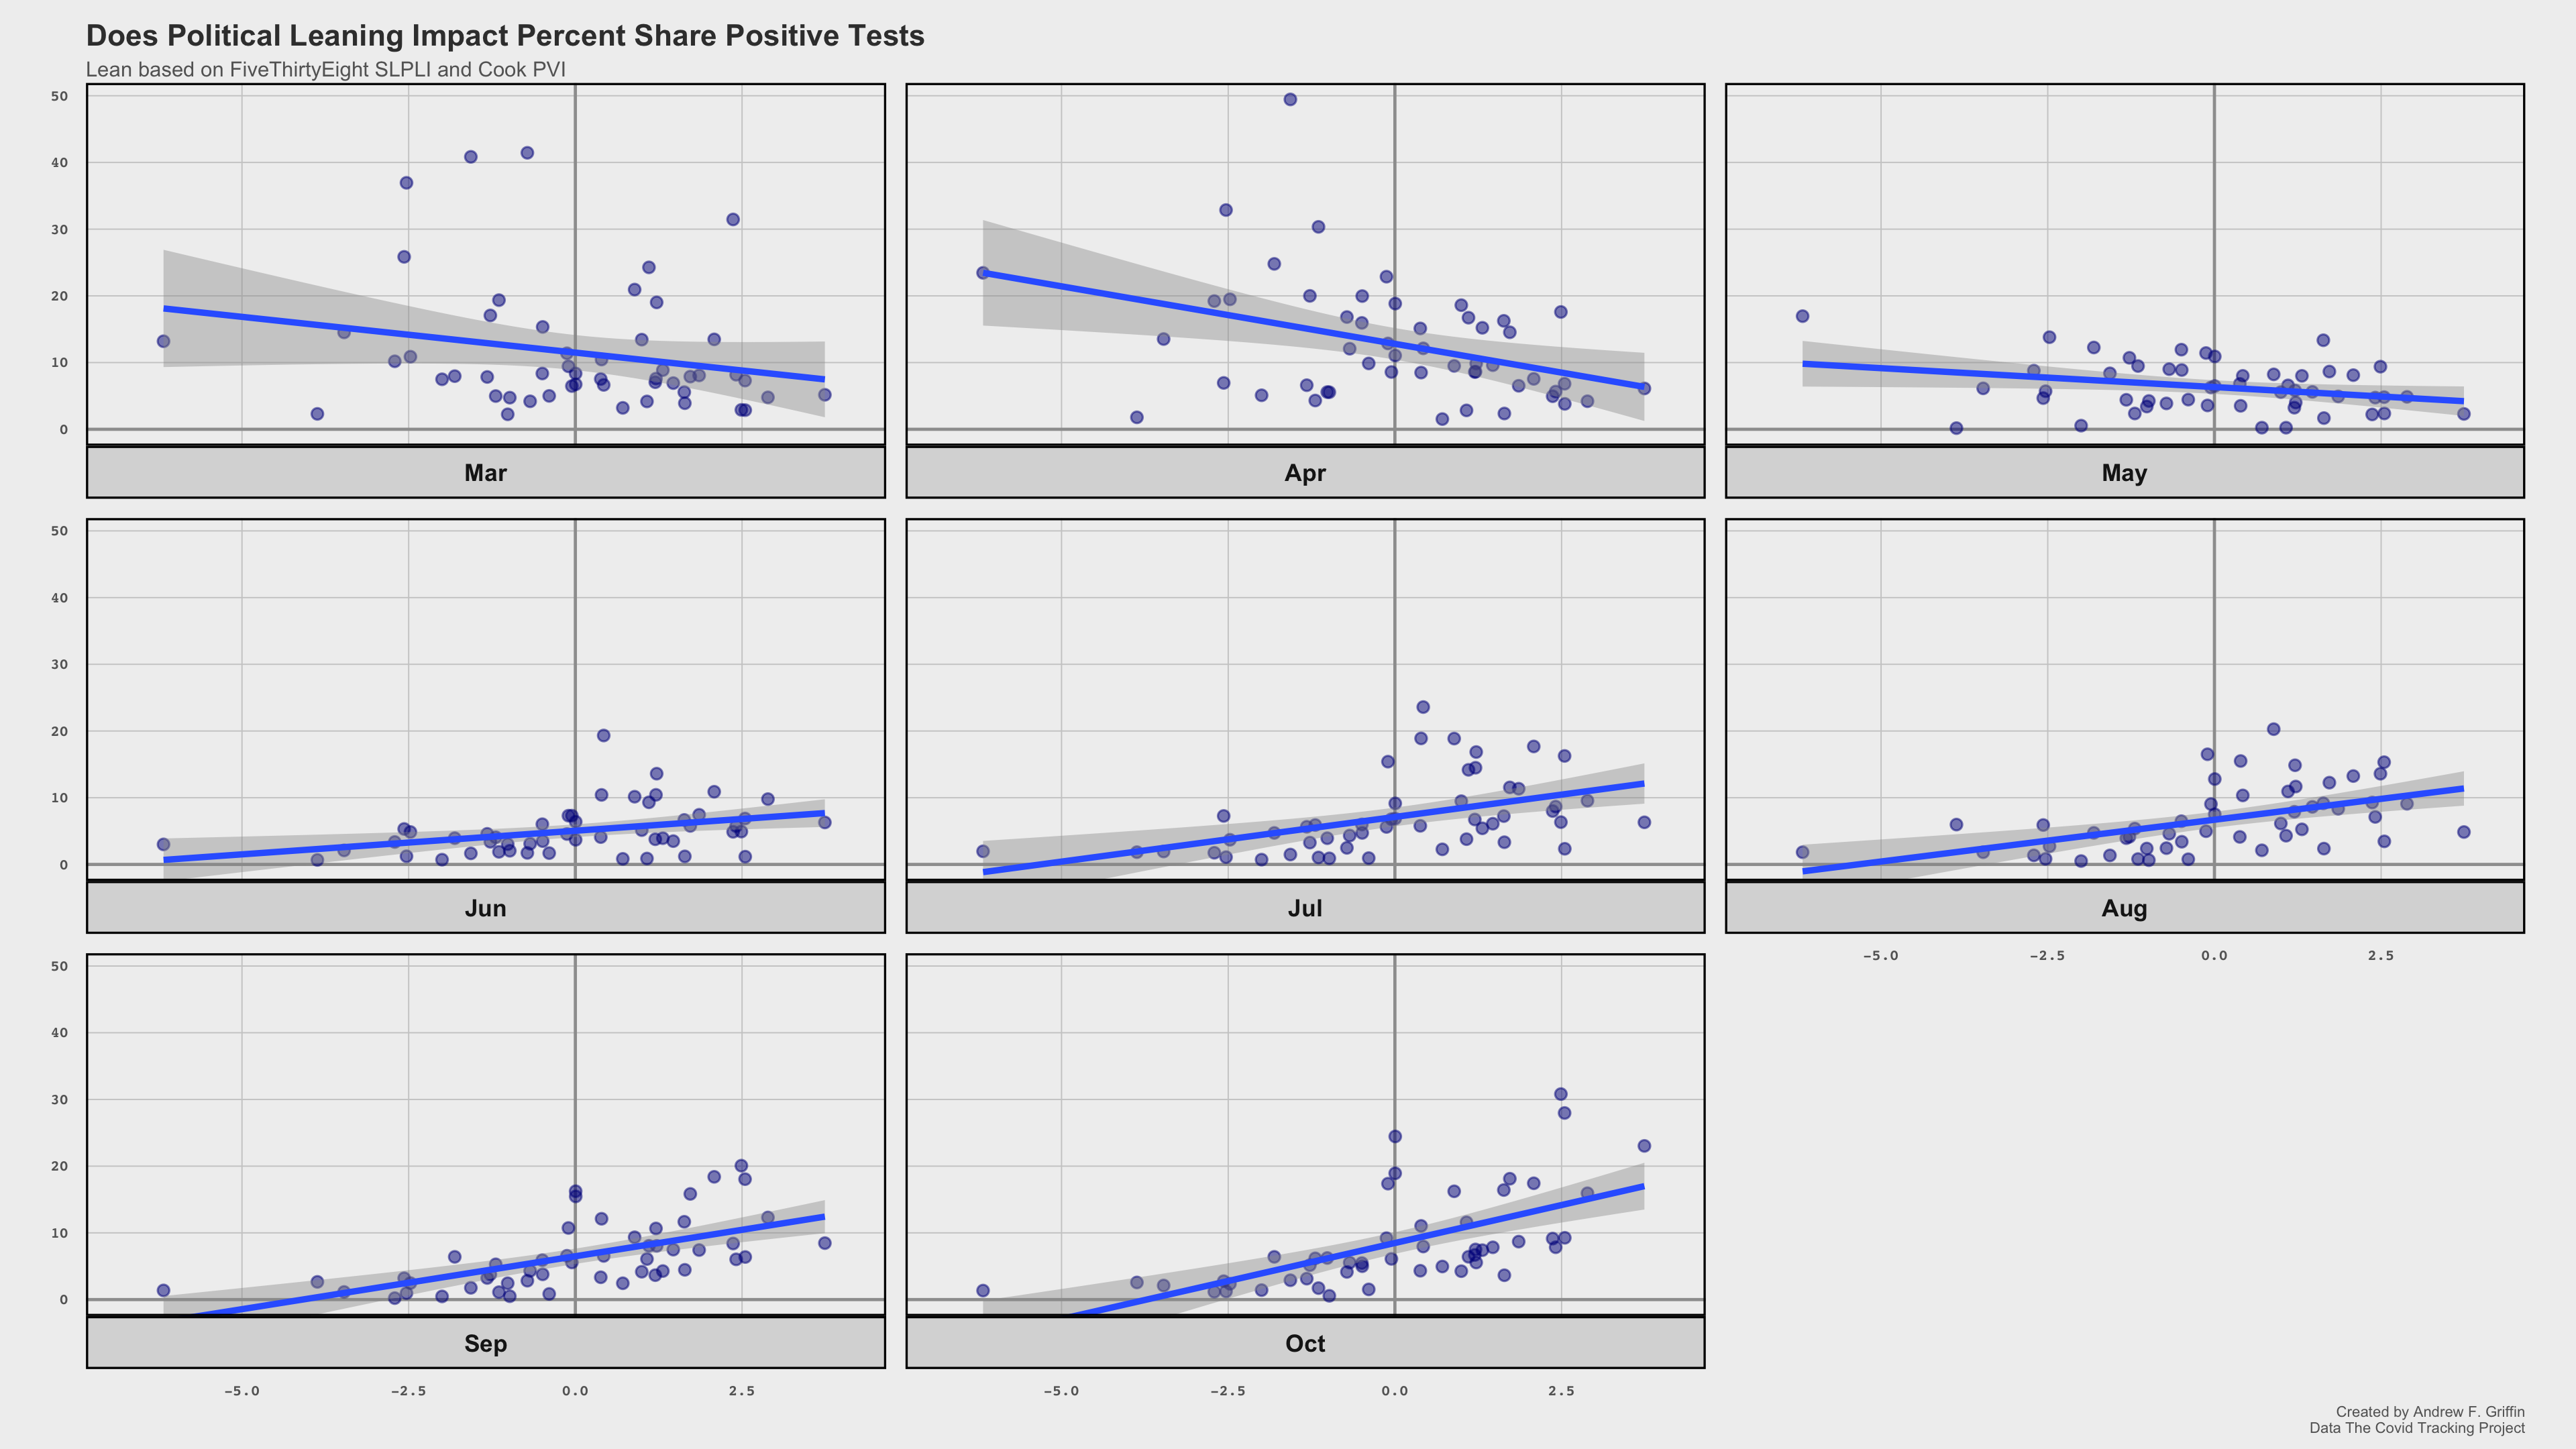 Does Political Leaning Impact Percent Share Positive Tests
Lean based on FiveThirtyEight SLPLI and Cook PVI
50
40
30
20
10
0
Mar
Apr
May
50
40
30
20
10
0
Jun
Jul
Aug
-5.0 -2.5 0.0 2.5
50
40
30
20
10
0
Sep
Oct
-5.0 -2.5 0.0 2.5
-5.0 -2.5 0.0 2.5
Created by Andrew F. Griffin
Data The Covid Tracking Project